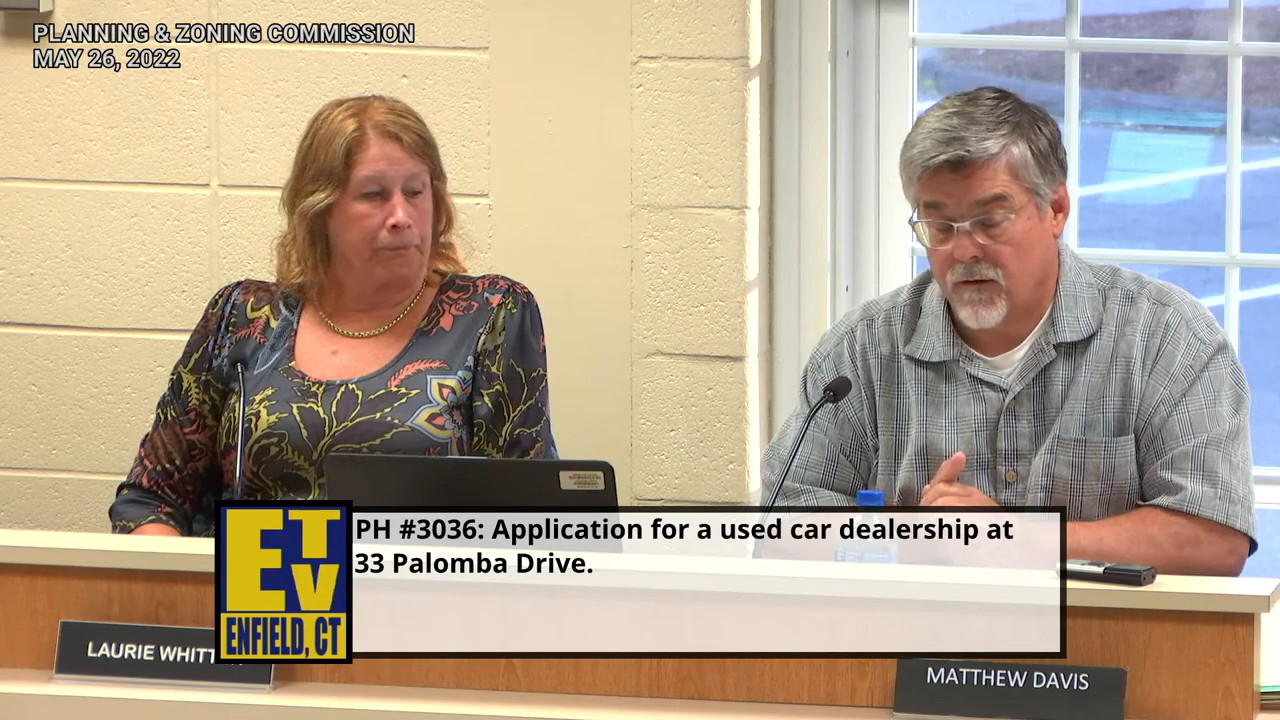 PLANNING & ZONING COMMISSION
MAY 26, 2022
PH #3036: Application for a used car dealership at
33 Palomba Drive.
ETV
ENFIELD, CT
LAURIE
MATTHEW DAVIS